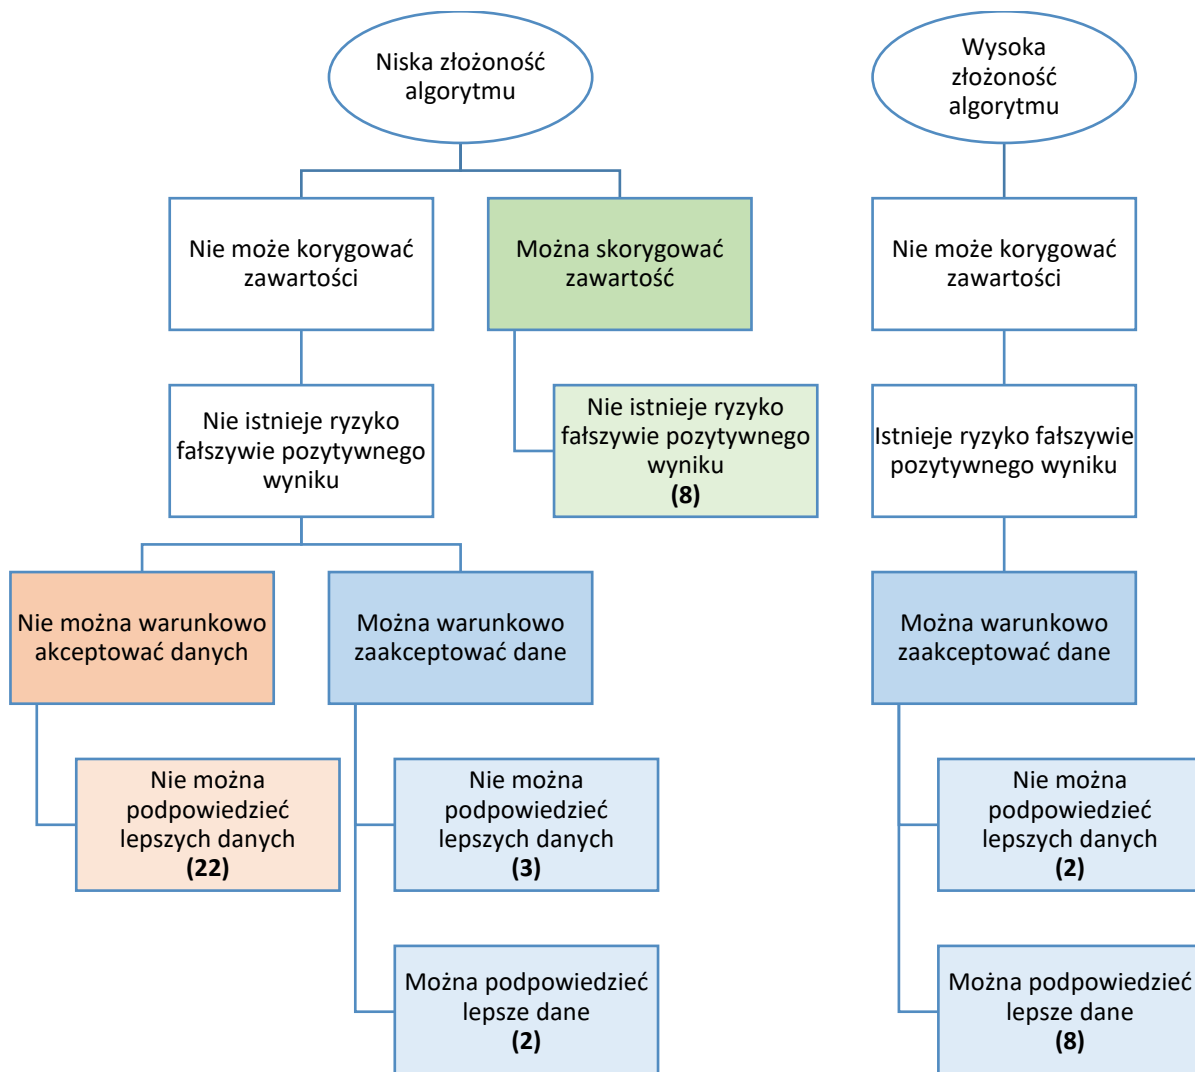 Niska złożoność
algorytmu
Wysoka
złożoność
algorytmu
Nie może korygować
zawartości
Można skorygować
zawartość
Nie może korygować
zawartości
Nie istnieje ryzyko
fałszywie pozytywnego
wyniku
Nie istnieje ryzyko
fałszywie pozytywnego
wyniku
(8)
Istnieje ryzyko fałszywie
pozytywnego wyniku
Nie można warunkowo
akceptować danych
Można warunkowo
zaakceptować dane
Można warunkowo
zaakceptować dane
Nie można
podpowiedzieć
lepszych danych
(22)
Nie można
podpowiedzieć
lepszych danych
(3)
Nie można
podpowiedzieć
lepszych danych
(2)
Można podpowiedzieć
lepsze dane
(2)
Można podpowiedzieć
lepsze dane
(8)